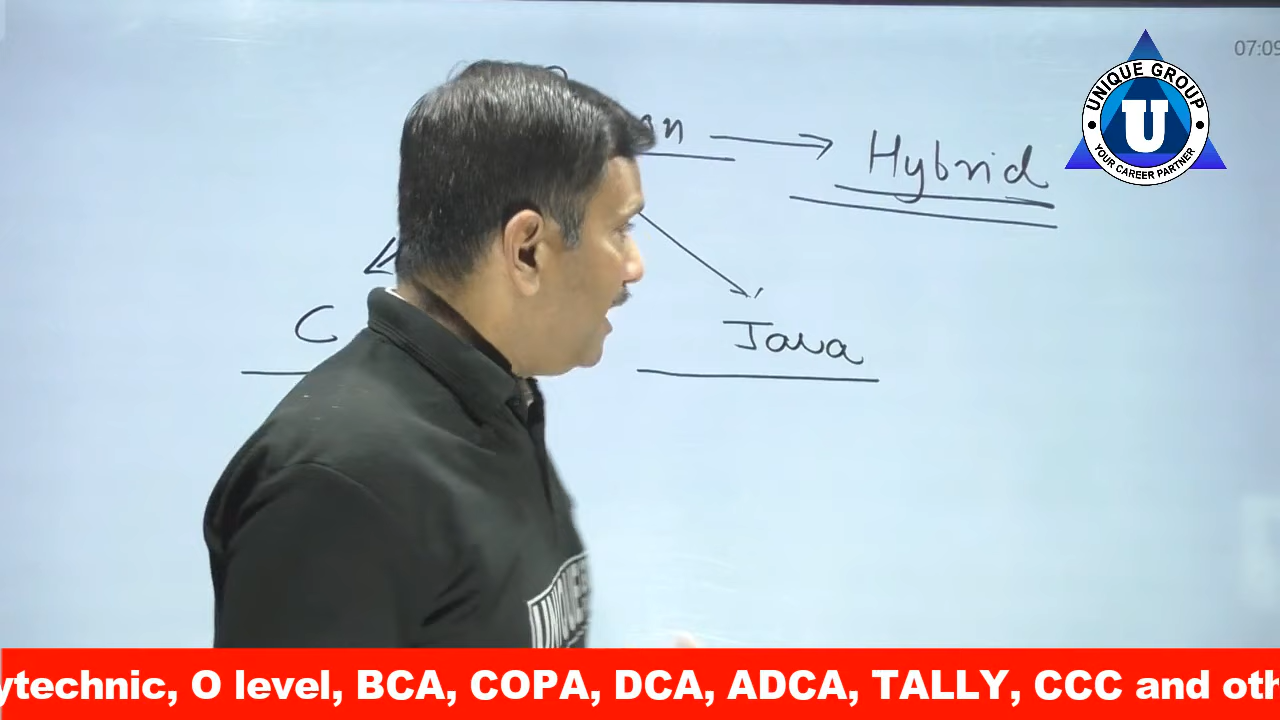 07:09
UNIQUE GROUP
U
YOUR CAREER PARTNER
Hybrid
C
Java
ytechnic, O level, BCA, COPA, DCA, ADCA, TALLY, CCC and oth